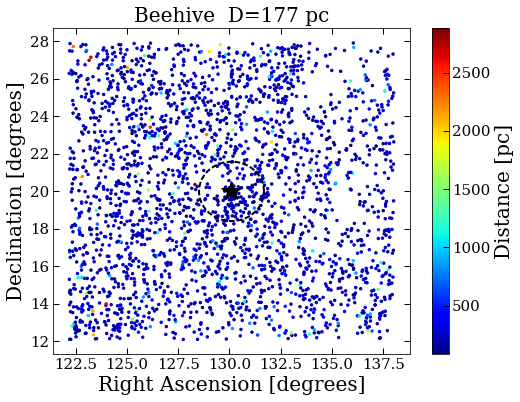 Beehive D=177 pc
28
26
24
22
20
18
16
14
12
Declination [degrees]
122.5 125.0 127.5 130.0 132.5 135.0 137.5
Right Ascension [degrees]
2500
2000
1500
1000
500
Distance [pc]